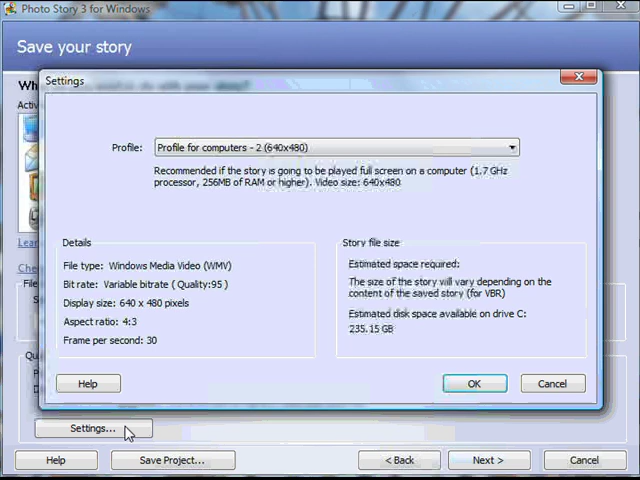 Photo Story 3 for Windows
Save your story
Settings
Profile:
Profile for computers - 2 (640x480)
Recommended if the story is going to be played full screen on a computer (1.7 GHz
processor, 256MB of RAM or higher). Video size: 640x480
Details
File type: Windows Media Video (WMV)
Bit rate: Variable bitrate ( Quality:95 )
Display size: 640 x 480 pixels
Aspect ratio: 4:3
Frame per second: 30
Story file size
Estimated space required:
The size of the story will vary depending on the
content of the saved story (for VBR)
Estimated disk space available on drive C:
235.15 GB
Help
OK
Cancel
Settings...
Help
Save Project...
< Back
Next >
Cancel